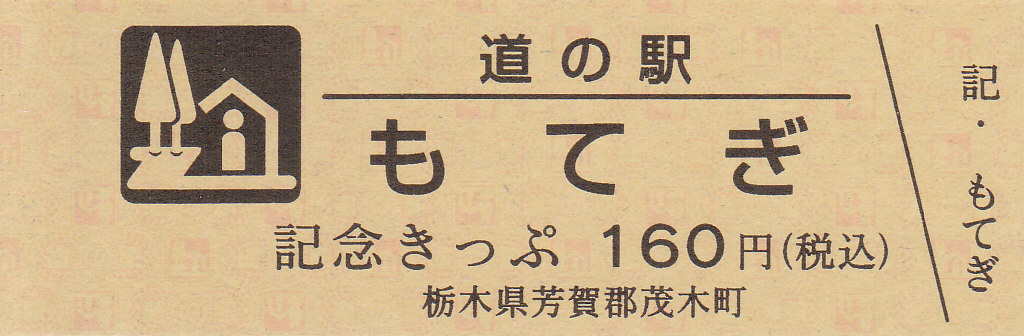 道の駅
もてぎ
記念きっぷ 160円(税込)
栃木県芳賀郡茂木町
記・もてぎ